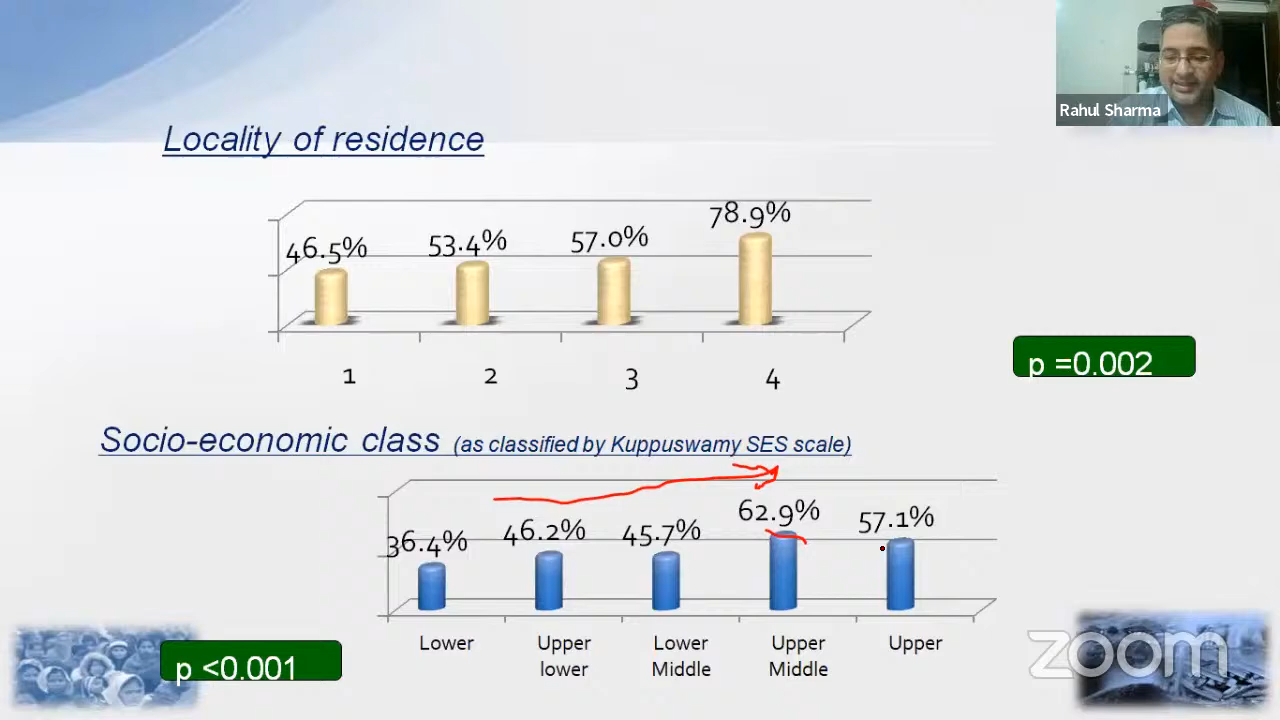 Rahul Sharma
Locality of residence
46.5% 53.4% 57.0% 78.9%
1 2 3 4
p =0.002
Socio-economic class (as classified by Kuppuswamy SES scale)
36.4% 46.2% 45.7% 62.9% 57.1%
Lower Upper lower Lower Middle Upper Middle Upper
p <0.001
zoom